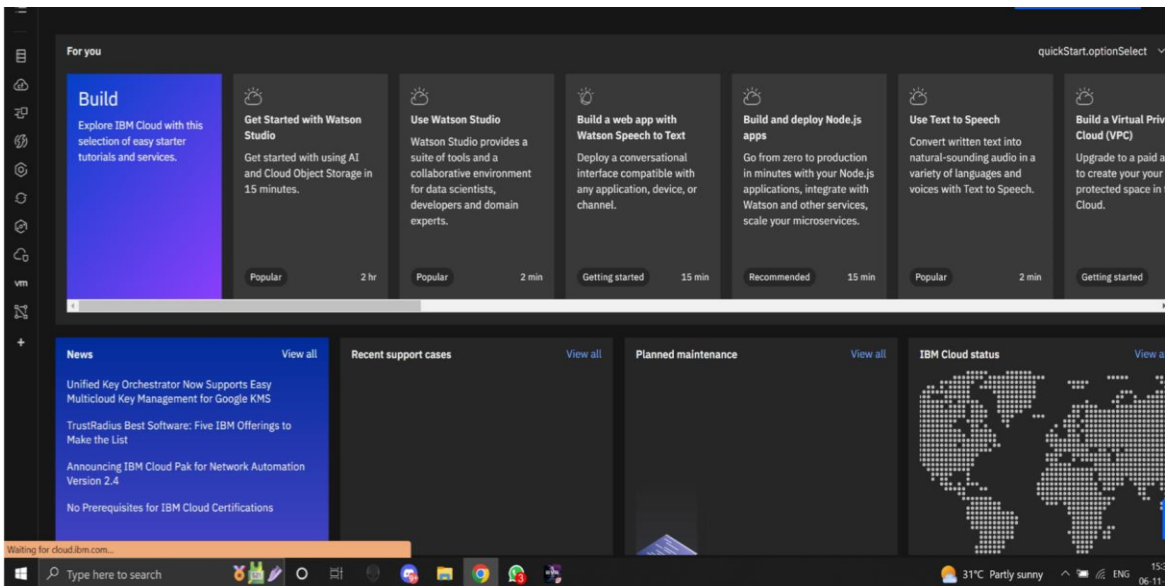 For you
quickStart.optionSelect
Build
Explore IBM Cloud with this
selection of easy starter
tutorials and services.
Get Started with Watson
Studio
Get started with using AI
and Cloud Object Storage in
15 minutes.
Popular 2 hr
Use Watson Studio
Watson Studio provides a
suite of tools and a
collaborative environment
for data scientists,
developers and domain
experts.
Popular 2 min
Build a web app with
Watson Speech to Text
Deploy a conversational
interface compatible with
any application, device, or
channel.
Getting started 15 min
Build and deploy Node.js
apps
Go from zero to production
in minutes with your Node.js
applications, integrate with
Watson and other services,
scale your microservices.
Recommended 15 min
Use Text to Speech
Convert written text into
natural-sounding audio in a
variety of languages and
voices with Text to Speech.
Popular 2 min
Build a Virtual Priv
Cloud (VPC)
Upgrade to a paid a
to create your your
protected space in
Cloud.
Getting started
vm
News View all
Unified Key Orchestrator Now Supports Easy
Multicloud Key Management for Google KMS
TrustRadius Best Software: Five IBM Offerings to
Make the List
Announcing IBM Cloud Pak for Network Automation
Version 2.4
No Prerequisites for IBM Cloud Certifications
Recent support cases View all
Planned maintenance View all
IBM Cloud status View a
Waiting for cloud.ibm.com...
Type here to search
31°C Partly sunny
ENG
15:3
06-11-